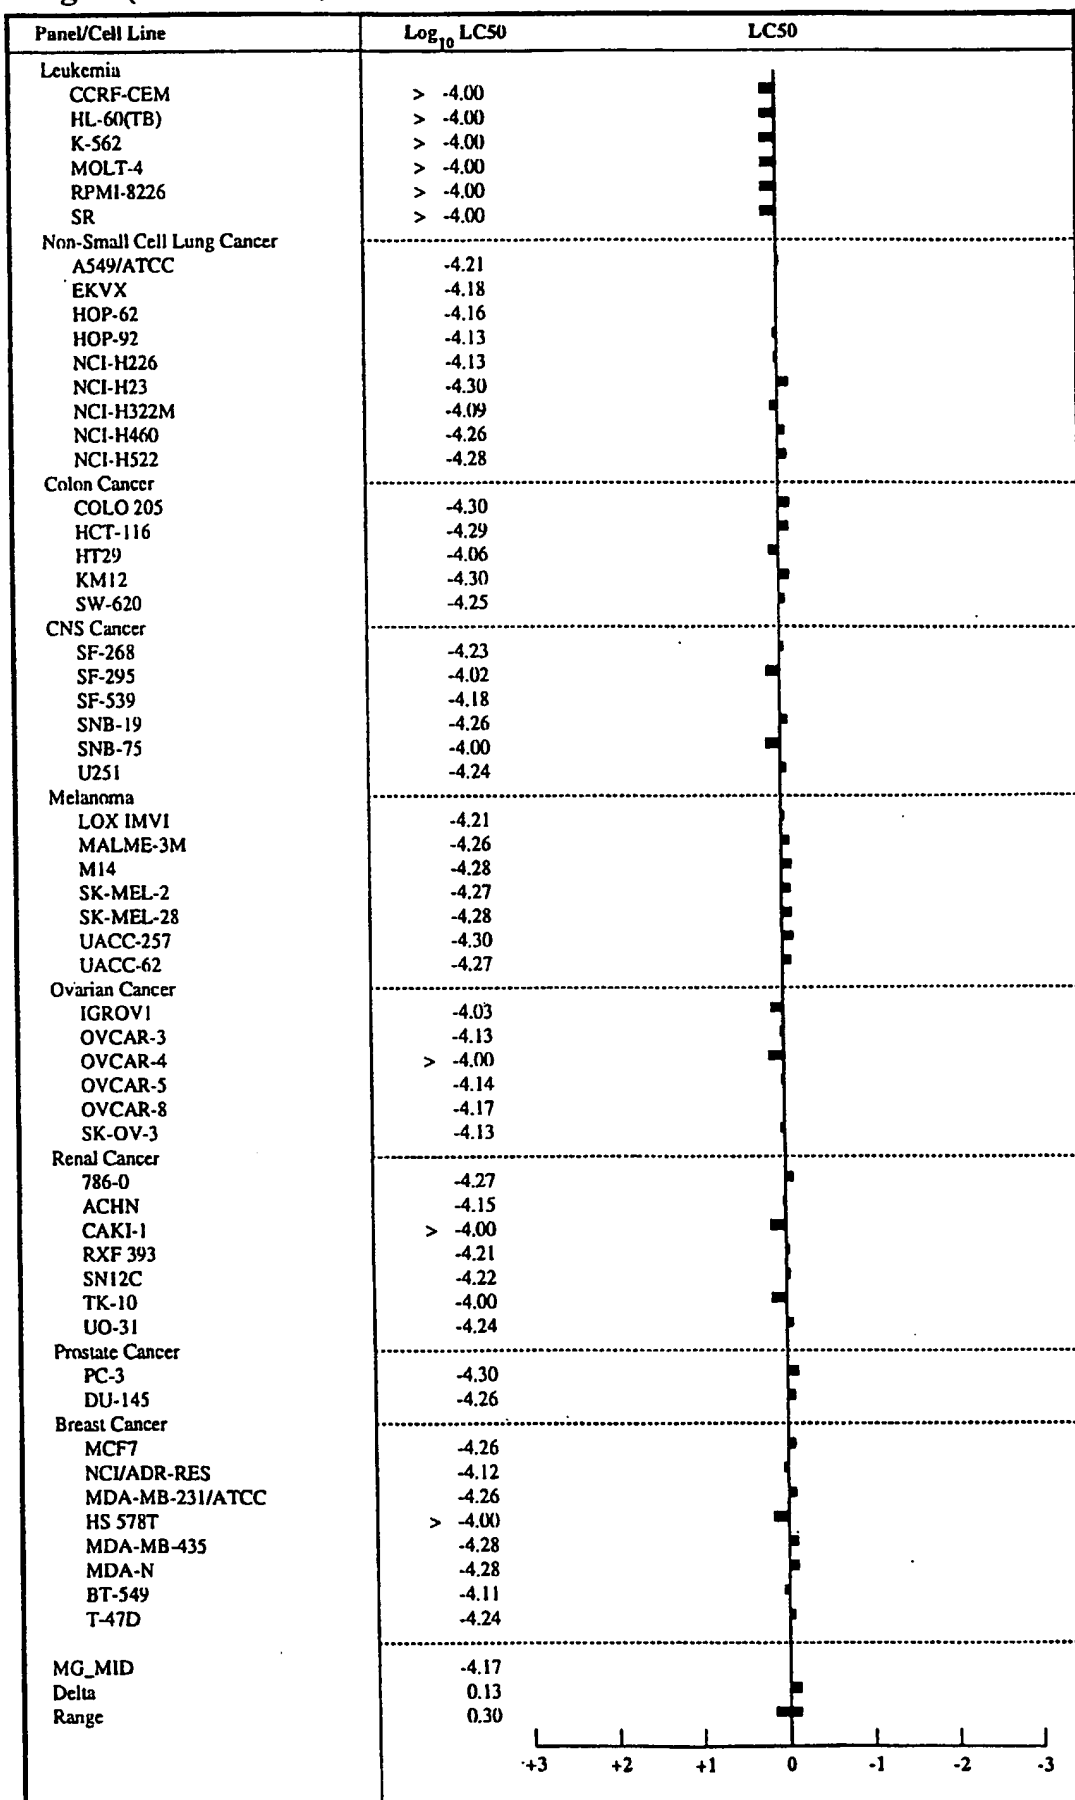 Panel/Cell Line Log10 LC50 LC50
Leukemia
CCRF-CEM > -4.00
HL-60(TB) > -4.00
K-562 > -4.00
MOLT-4 > -4.00
RPMI-8226 > -4.00
SR > -4.00
Non-Small Cell Lung Cancer
A549/ATCC -4.21
EKVX -4.18
HOP-62 -4.16
HOP-92 -4.13
NCI-H226 -4.13
NCI-H23 -4.30
NCI-H322M -4.09
NCI-H460 -4.26
NCI-H522 -4.28
Colon Cancer
COLO 205 -4.30
HCT-116 -4.29
HT29 -4.06
KM12 -4.30
SW-620 -4.25
CNS Cancer
SF-268 -4.23
SF-295 -4.02
SF-539 -4.18
SNB-19 -4.26
SNB-75 -4.00
U251 -4.24
Melanoma
LOX IMVI -4.21
MALME-3M -4.26
M14 -4.28
SK-MEL-2 -4.27
SK-MEL-28 -4.28
UACC-257 -4.30
UACC-62 -4.27
Ovarian Cancer
IGROV1 -4.03
OVCAR-3 -4.13
OVCAR-4 > -4.00
OVCAR-5 -4.14
OVCAR-8 -4.17
SK-OV-3 -4.13
Renal Cancer
786-0 -4.27
ACHN -4.15
CAKI-1 > -4.00
RXF 393 -4.21
SN12C -4.22
TK-10 -4.00
UO-31 -4.24
Prostate Cancer
PC-3 -4.30
DU-145 -4.26
Breast Cancer
MCF7 -4.26
NCI/ADR-RES -4.12
MDA-MB-231/ATCC -4.26
HS 578T > -4.00
MDA-MB-435 -4.28
MDA-N -4.28
BT-549 -4.11
T-47D -4.24
MG_MID -4.17
Delta 0.13
Range 0.30
+3 +2 +1 0 -1 -2 -3